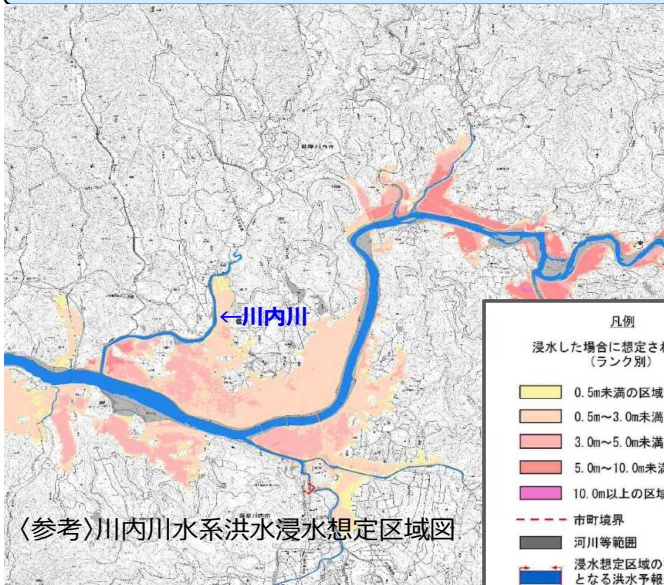 ←川内川
〈参考〉川内川水系洪水浸水想定区域図
凡例
浸水した場合に想定され
(ランク別)
0.5m未満の区域
0.5m～3.0m未満
3.0m～5.0m未満
5.0m～10.0m未満
10.0m以上の区域
市町境界
河川等範囲
浸水想定区域の
となる洪水予報